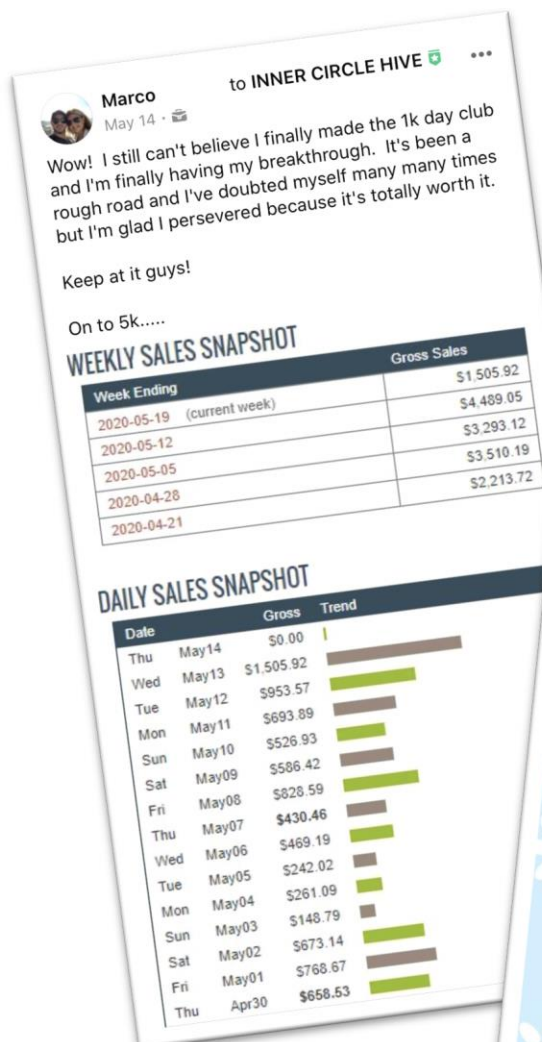 Marco to INNER CIRCLE HIVE
May 14 ·
Wow! I still can't believe I finally made the 1k day club
and I'm finally having my breakthrough. It's been a
rough road and I've doubted myself many many times
but I'm glad I persevered because it's totally worth it.
Keep at it guys!
On to 5k.....
WEEKLY SALES SNAPSHOT
Week Ending Gross Sales
2020-05-19 (current week) $1,505.92
2020-05-12 $4,489.05
2020-05-05 $3,293.12
2020-04-28 $3,510.19
2020-04-21 $2,213.72
DAILY SALES SNAPSHOT
Date Gross Trend
Thu May14 $0.00
Wed May13 $1,505.92
Tue May12 $953.57
Mon May11 $693.89
Sun May10 $526.93
Sat May09 $586.42
Fri May08 $828.59
Thu May07 $430.46
Wed May06 $469.19
Tue May05 $242.02
Mon May04 $261.09
Sun May03 $148.79
Sat May02 $673.14
Fri May01 $768.67
Thu Apr30 $658.53